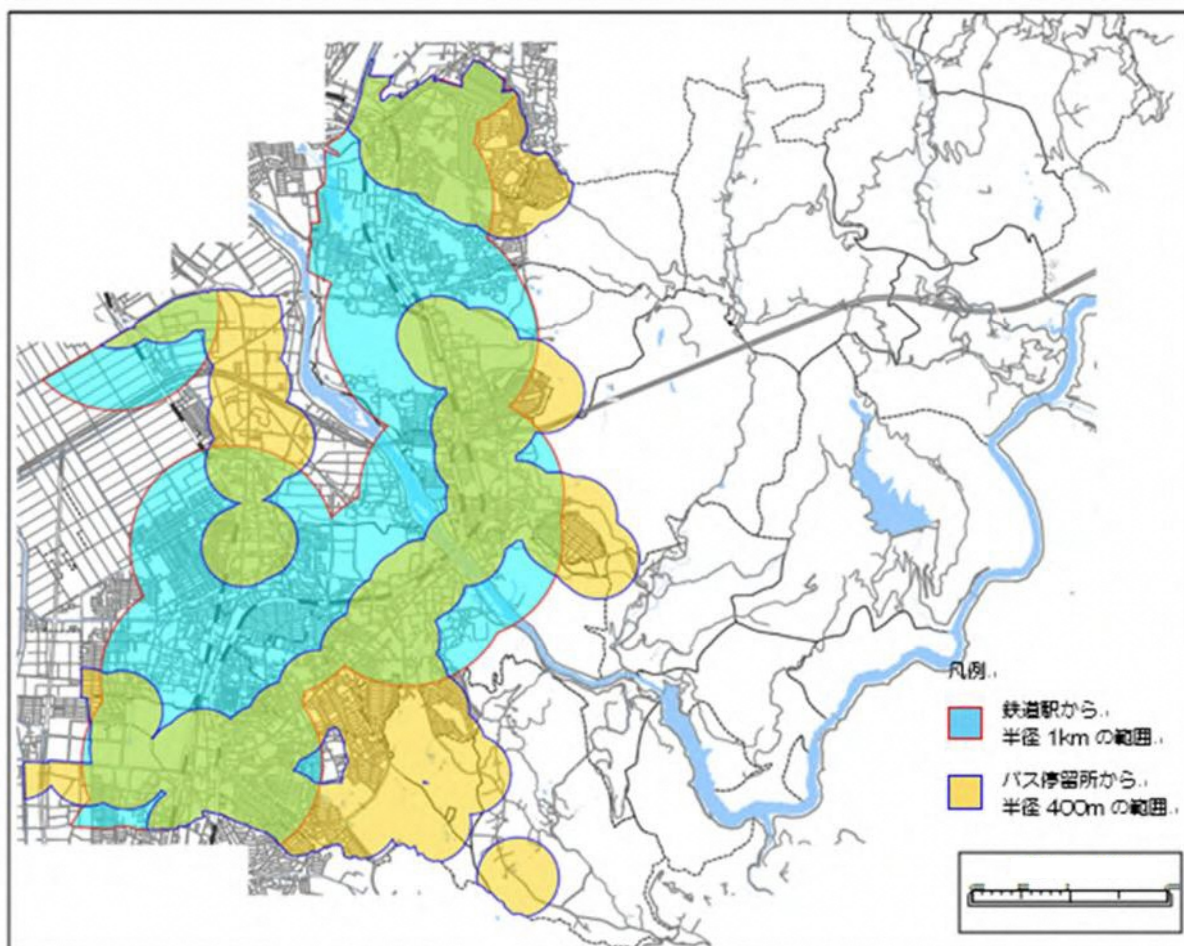 凡例.
鉄道駅から.
半径 1km の範囲.
バス停留所から.
半径 400m の範囲.